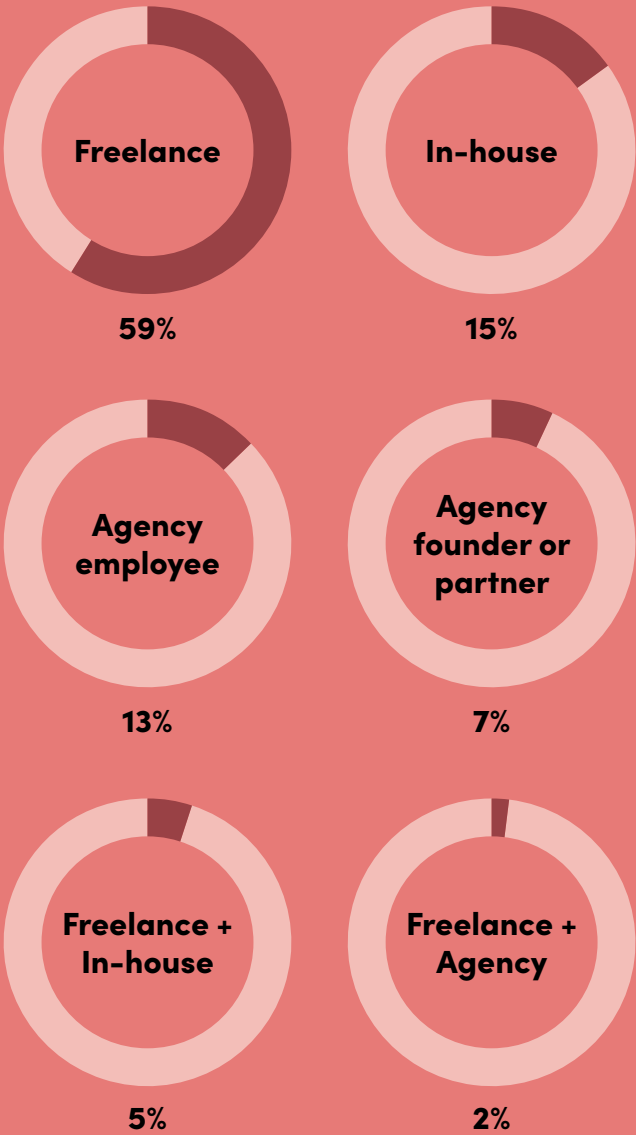 Freelance
59%
In-house
15%
Agency
employee
13%
Agency
founder or
partner
7%
Freelance +
In-house
5%
Freelance +
Agency
2%